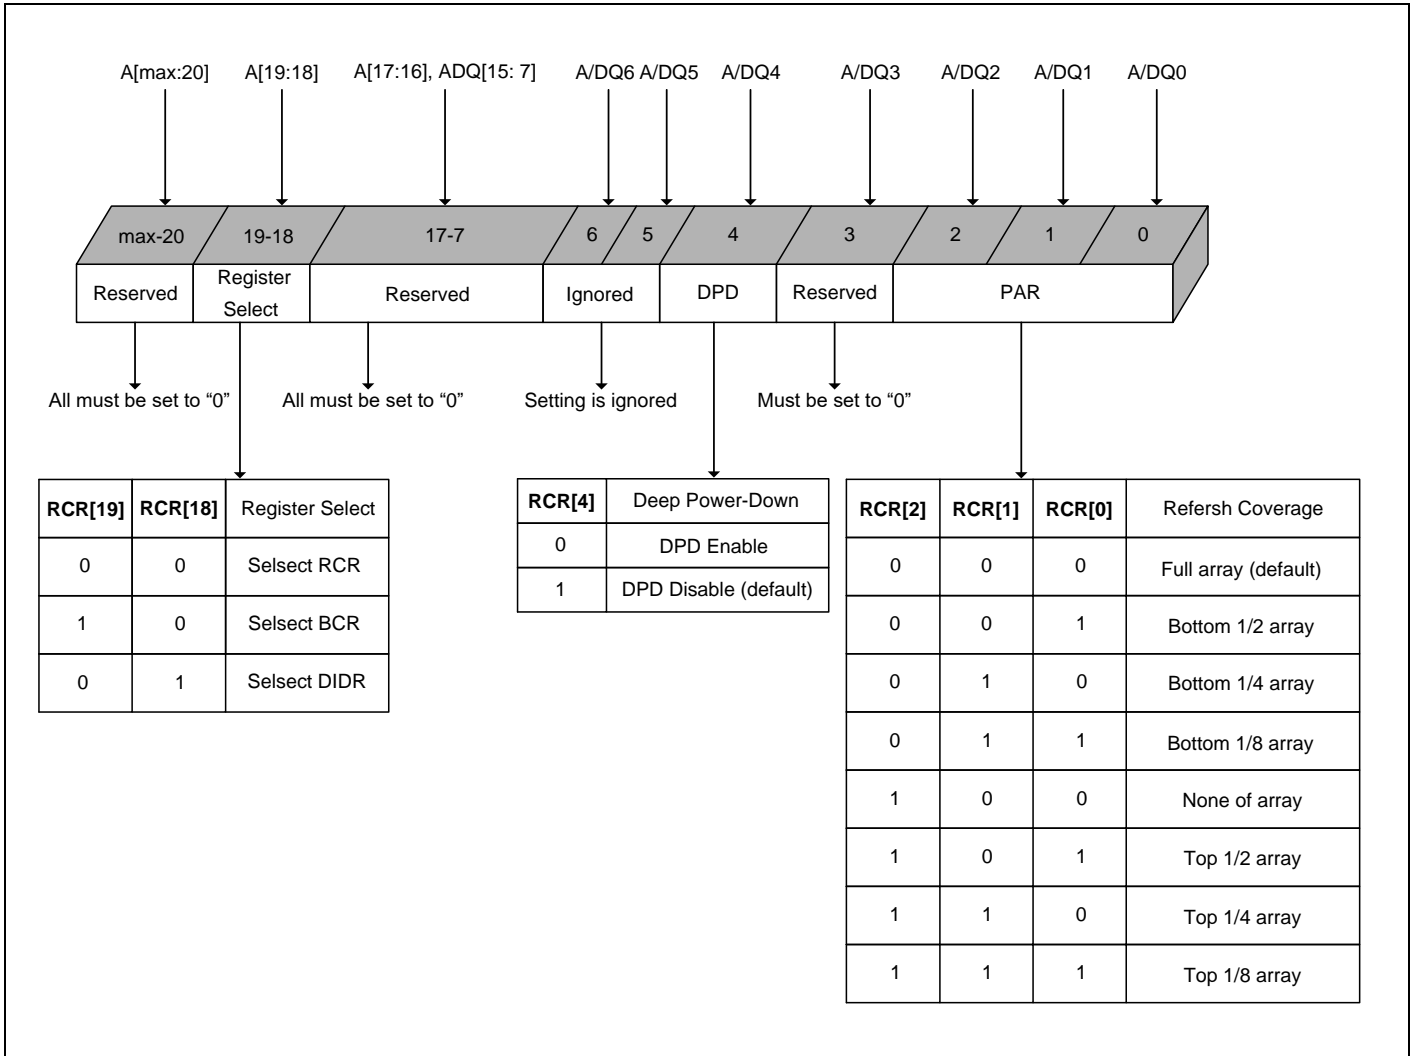 A[max:20] A[19:18] A[17:16], ADQ[15: 7] A/DQ6 A/DQ5 A/DQ4 A/DQ3 A/DQ2 A/DQ1 A/DQ0
max-20 19-18 17-7 6 5 4 3 2 1 0
Reserved Register Select Reserved Ignored DPD Reserved PAR
All must be set to “0” All must be set to “0” Setting is ignored Must be set to “0”
RCR[19] RCR[18] Register Select
0 0 Selsect RCR
1 0 Selsect BCR
0 1 Selsect DIDR
RCR[4] Deep Power-Down
0 DPD Enable
1 DPD Disable (default)
RCR[2] RCR[1] RCR[0] Refersh Coverage
0 0 0 Full array (default)
0 0 1 Bottom 1/2 array
0 1 0 Bottom 1/4 array
0 1 1 Bottom 1/8 array
1 0 0 None of array
1 0 1 Top 1/2 array
1 1 0 Top 1/4 array
1 1 1 Top 1/8 array